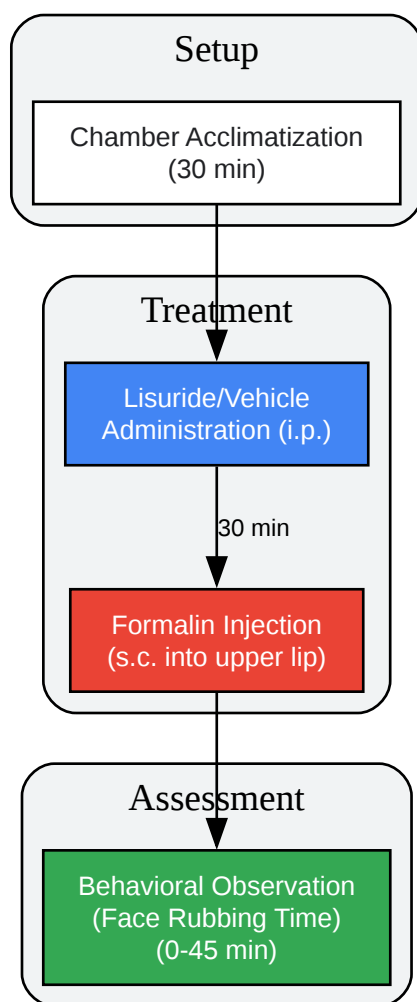 Setup
Chamber Acclimatization
(30 min)
Treatment
Lisuride/Vehicle
Administration (i.p.)
30 min
Formalin Injection
(s.c. into upper lip)
Assessment
Behavioral Observation
(Face Rubbing Time)
(0-45 min)